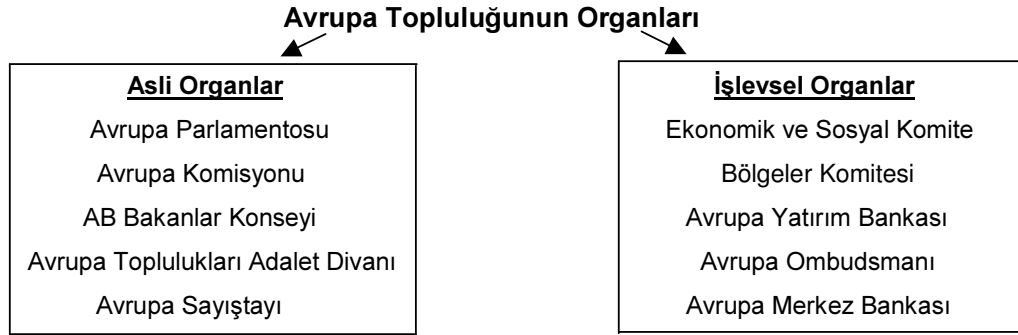 Avrupa Topluluğunun Organları
Asli Organlar
Avrupa Parlamentosu
Avrupa Komisyonu
AB Bakanlar Konseyi
Avrupa Toplulukları Adalet Divanı
Avrupa Sayıştayı
İşlevsel Organlar
Ekonomik ve Sosyal Komite
Bölgeler Komitesi
Avrupa Yatırım Bankası
Avrupa Ombudsmanı
Avrupa Merkez Bankası